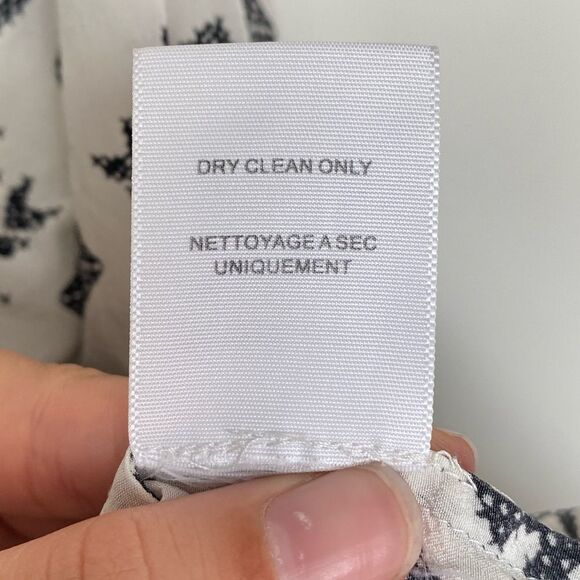 DRY CLEAN ONLY
NETTOYAGE A SEC
UNIQUEMENT